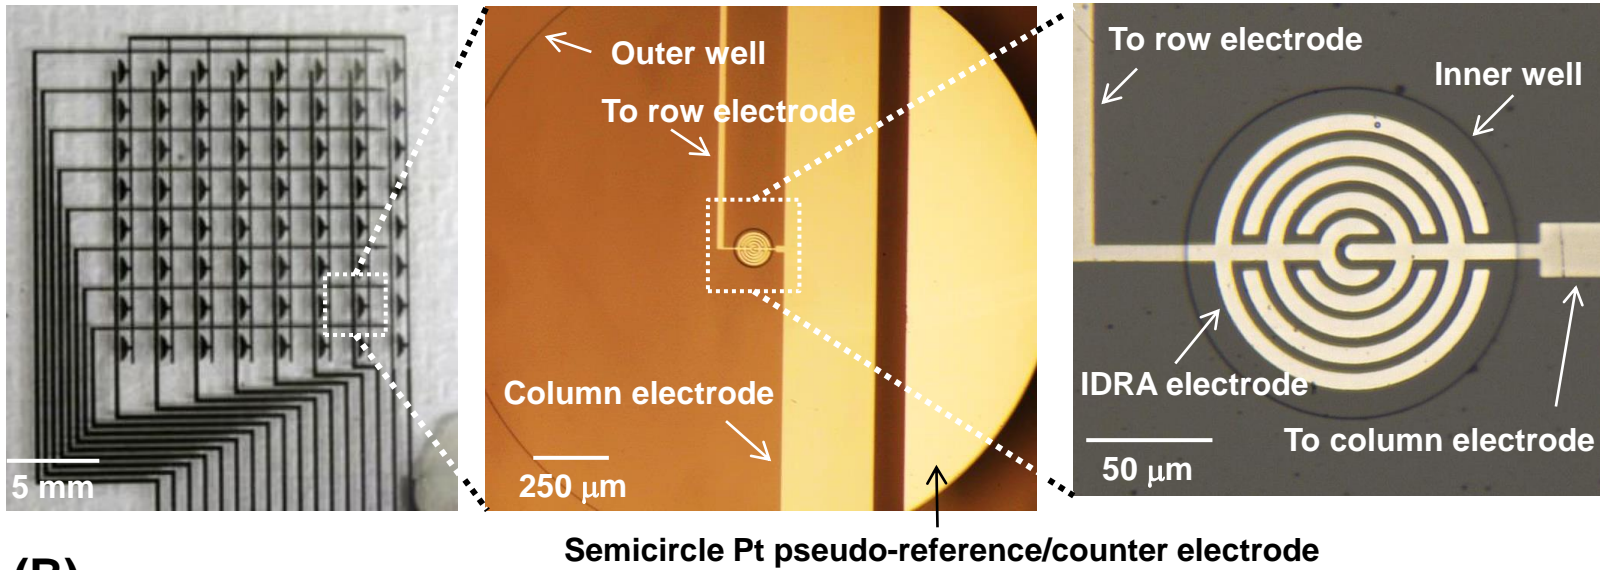 Outer well
To row electrode
Column electrode
5 mm
250 μm
To row electrode
Inner well
IDRA electrode
To column electrode
50 μm
Semicircle Pt pseudo-reference/counter electrode